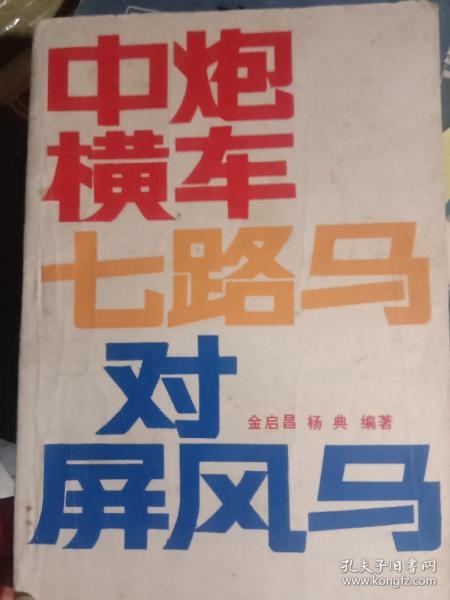 中炮
横车
七路马
对
金启昌 杨典 编著
屏风马
孔夫子旧书网
www.kongfz.com